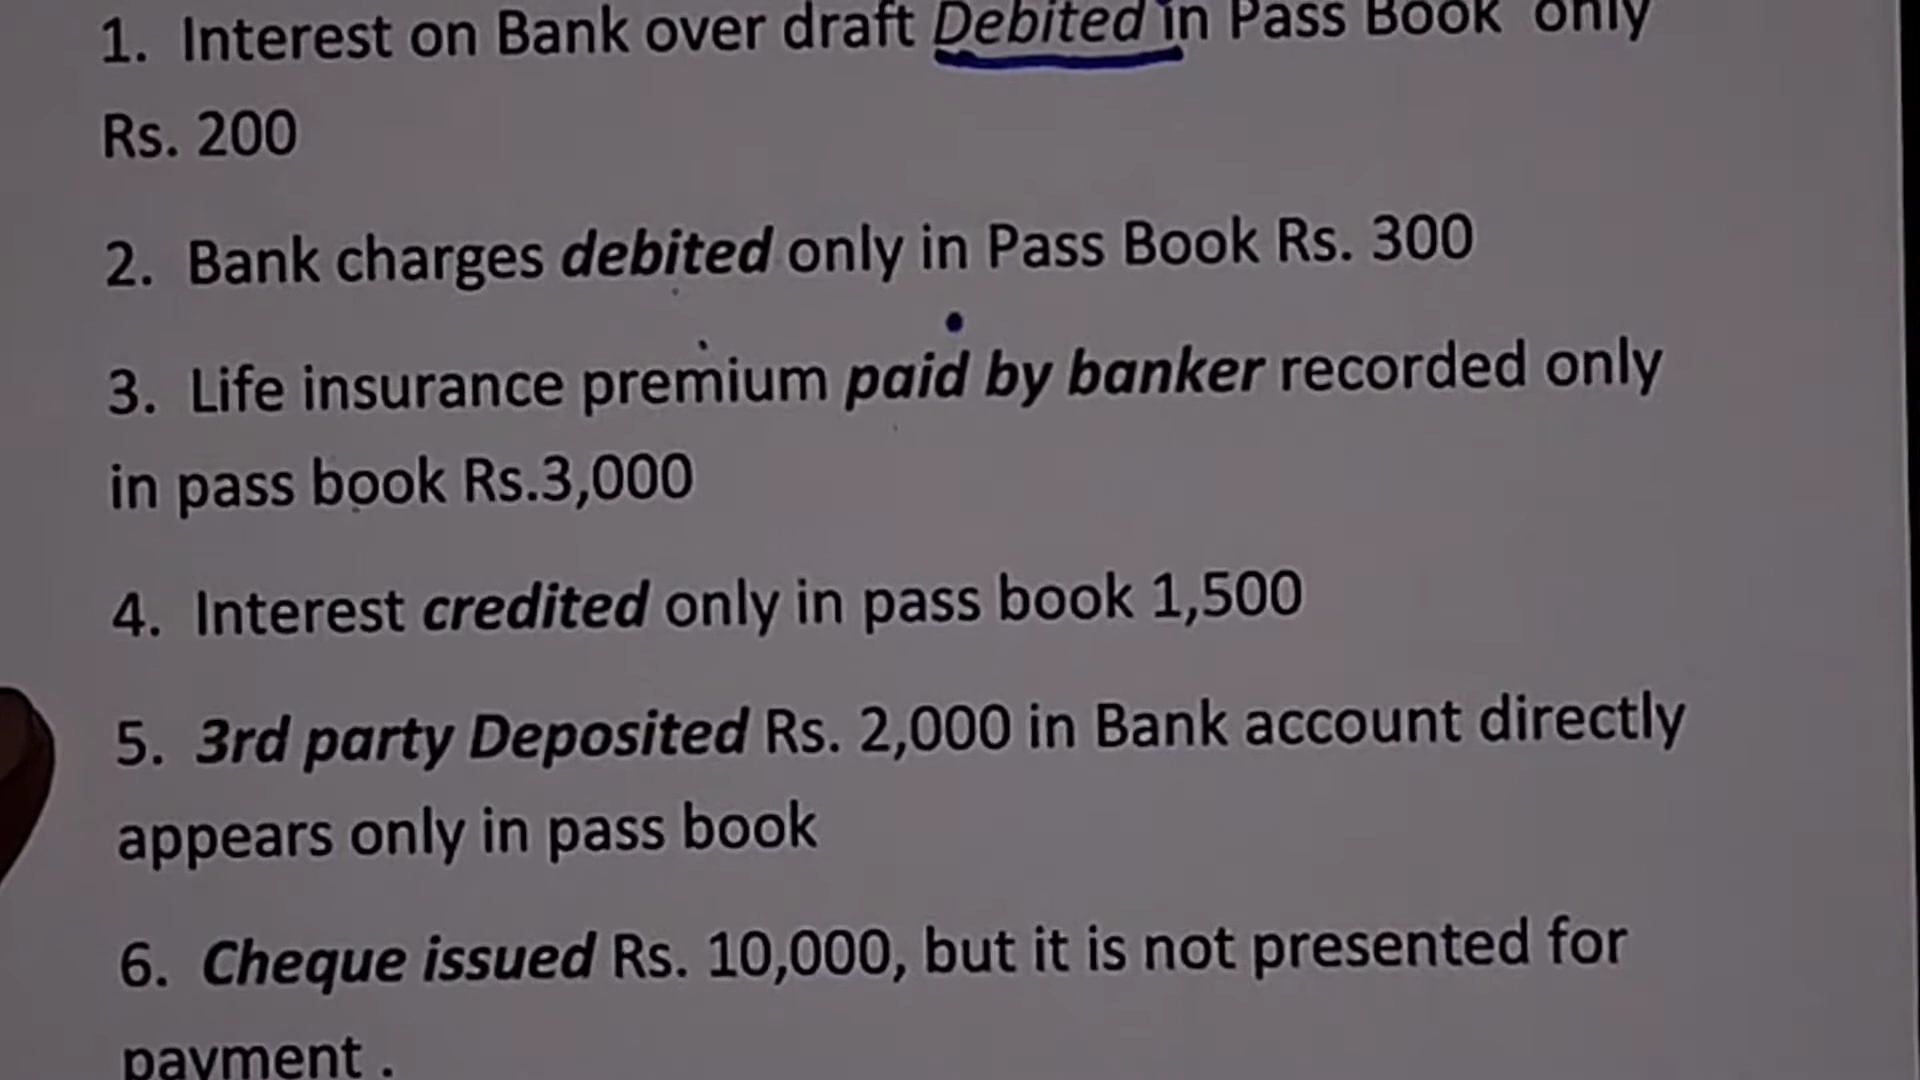 1. Interest on Bank over draft Debited in Pass Book only
Rs. 200
2. Bank charges debited only in Pass Book Rs. 300
3. Life insurance premium paid by banker recorded only
in pass book Rs.3,000
4. Interest credited only in pass book 1,500
5. 3rd party Deposited Rs. 2,000 in Bank account directly
appears only in pass book
6. Cheque issued Rs. 10,000, but it is not presented for
payment .